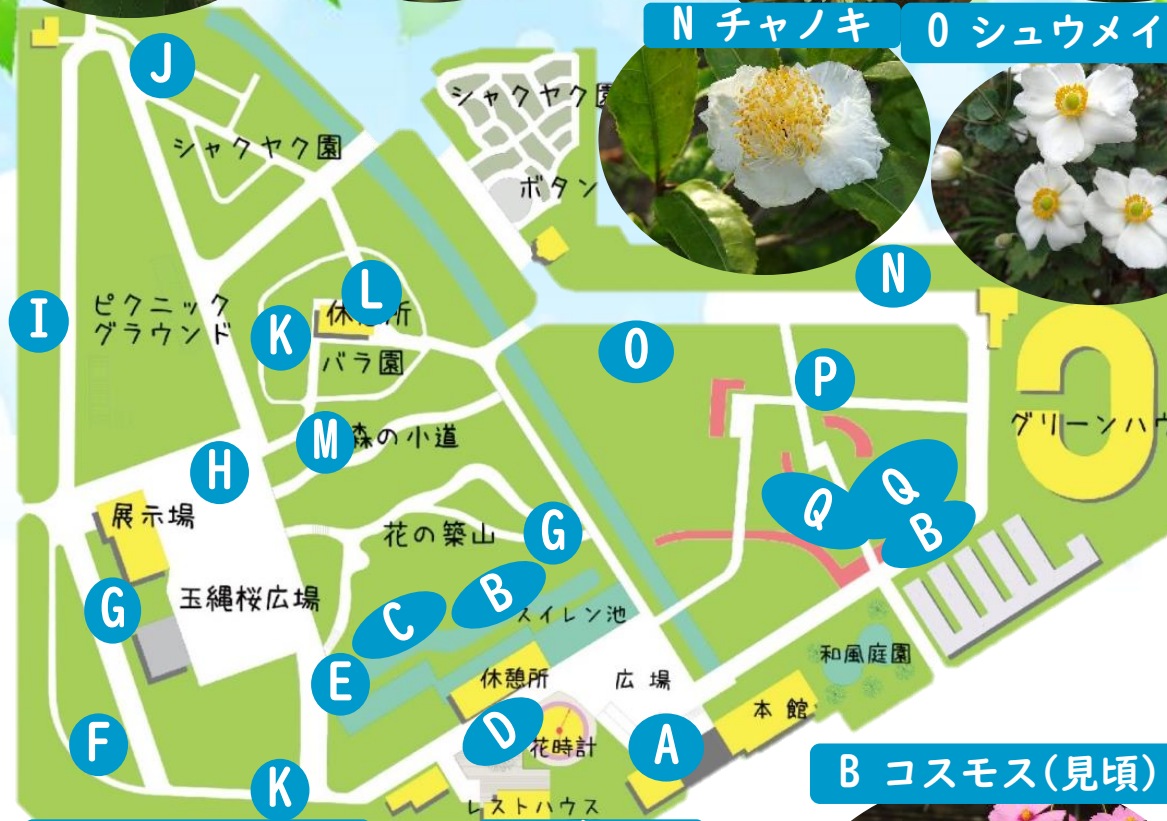 N チャノキ
O シュウメイ
J
シャクヤク園
シャクヤク園
ボタン
N
L
I
ピクニック
グラウンド
K
休憩所
バラ園
O
P
グリーンハウ
M
森の小道
H
Q
Q
B
展示場
花の築山
G
G
玉縄桜広場
C
B
スイレン池
和風庭園
E
休憩所
広場
本館
F
D
花時計
A
K
レストハウス
B コスモス(見頃)